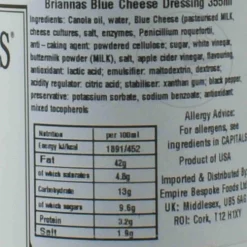 Briannas Blue Cheese Dressing 355ml
Ingredients: Canola oil, water, Blue Cheese (pasteurised MILK,
cheese cultures, salt, enzymes, Penicillium roqueforti,
anti - caking agent: powdered cellulose; sugar, white vinegar,
buttermilk powder (MILK), salt, apple cider vinegar, flavouring,
antioxidant: lactic acid; emulsifier: maltodextrin, dextrose;
acidity regulator: citric acid; stabiliser: xanthan gum; black pepper,
preservative: potassium sorbate, sodium benzoate; antioxidant:
mixed tocopherols
S
Allergy Advice:
For allergens, see
ingredients in CAPITALS
Product of USA
Imported & Distributed By:
Empire Bespoke Foods
UK: Middlesex, UB5
ROI: Cork, T12 H1XY
Nutrition per 100ml
Energy kj/kcal 1891/452
Fat 42g
of which saturates 4.8g
Carbohydrate 13g
of which sugars 9.6g
Protein 3.2g
Salt 1.9g